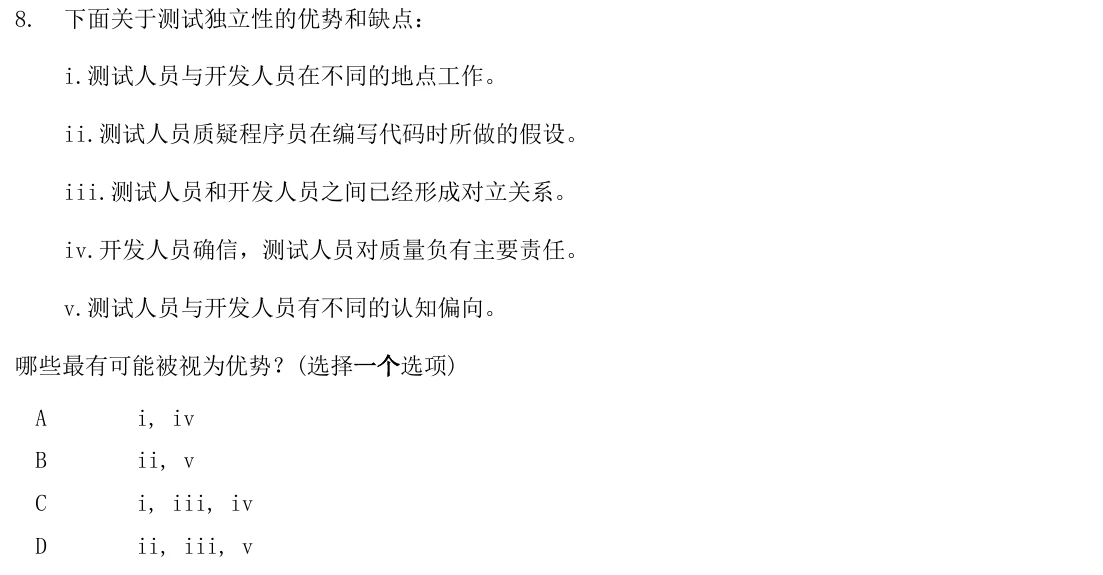 8. 下面关于测试独立性的优势和缺点：
i.测试人员与开发人员在不同的地点工作。
ii.测试人员质疑程序员在编写代码时所做的假设。
iii.测试人员和开发人员之间已经形成对立关系。
iv.开发人员确信，测试人员对质量负有主要责任。
v.测试人员与开发人员有不同的认知偏向。
哪些最有可能被视为优势？(选择一个选项)
A i, iv
B ii, v
C i, iii, iv
D ii, iii, v